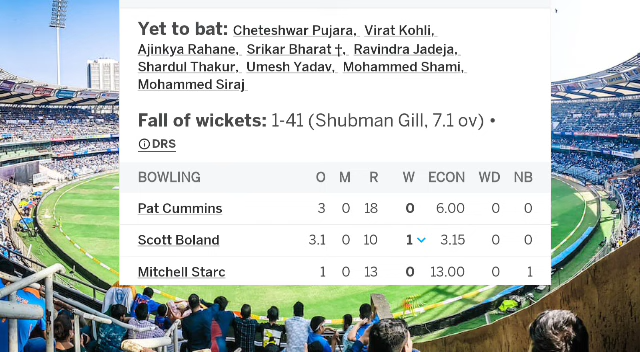 Yet to bat: Cheteshwar Pujara, Virat Kohli,
Ajinkya Rahane, Srikar Bharat †, Ravindra Jadeja,
Shardul Thakur, Umesh Yadav, Mohammed Shami,
Mohammed Siraj
Fall of wickets: 1-41 (Shubman Gill, 7.1 ov) •
DRS
BOWLING O M R W ECON WD NB
Pat Cummins 3 0 18 0 6.00 0 0
Scott Boland 3.1 0 10 1 3.15 0 0
Mitchell Starc 1 0 13 0 13.00 0 1